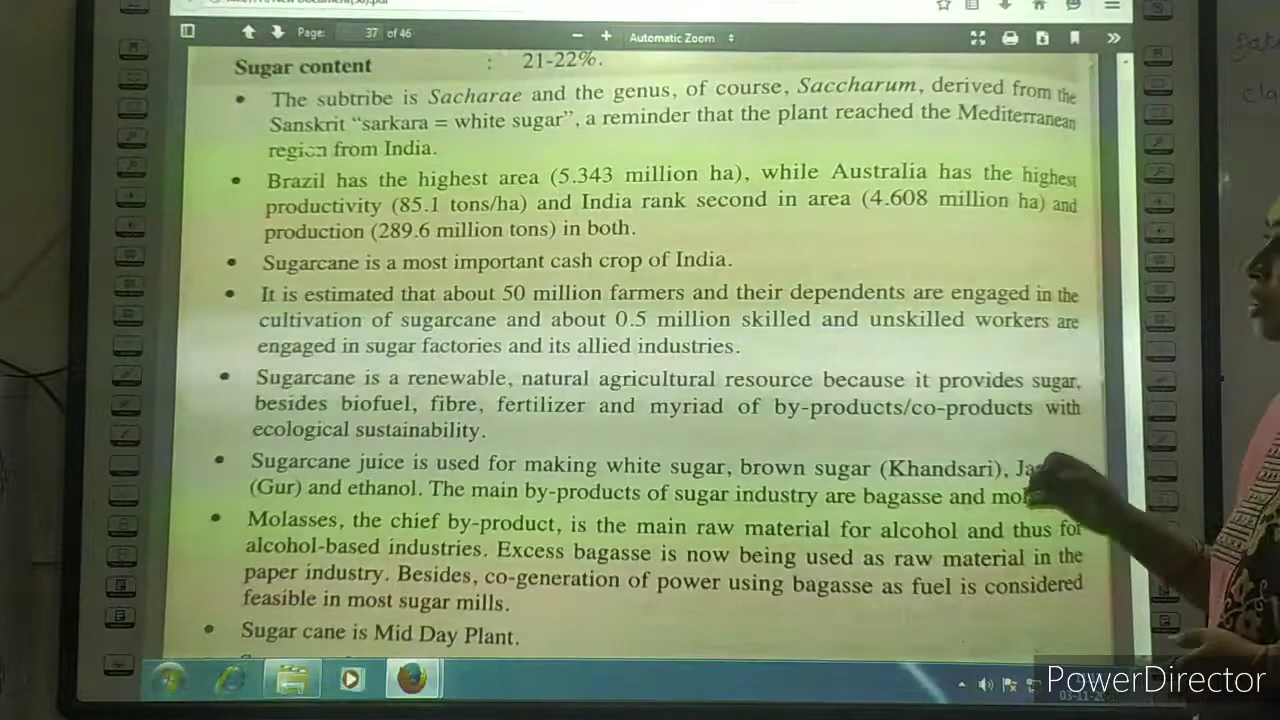 Page: 37 of 46
Automatic Zoom
Sugar content : 21-22%.
• The subtribe is Sacharae and the genus, of course, Saccharum, derived from the
Sanskrit “sarkara = white sugar”, a reminder that the plant reached the Mediterranean
region from India.
• Brazil has the highest area (5.343 million ha), while Australia has the highest
productivity (85.1 tons/ha) and India rank second in area (4.608 million ha) and
production (289.6 million tons) in both.
• Sugarcane is a most important cash crop of India.
• It is estimated that about 50 million farmers and their dependents are engaged in the
cultivation of sugarcane and about 0.5 million skilled and unskilled workers are
engaged in sugar factories and its allied industries.
• Sugarcane is a renewable, natural agricultural resource because it provides sugar,
besides biofuel, fibre, fertilizer and myriad of by-products/co-products with
ecological sustainability.
• Sugarcane juice is used for making white sugar, brown sugar (Khandsari),
(Gur) and ethanol. The main by-products of sugar industry are bagasse and
• Molasses, the chief by-product, is the main raw material for alcohol and thus for
alcohol-based industries. Excess bagasse is now being used as raw material in the
paper industry. Besides, co-generation of power using bagasse as fuel is considered
feasible in most sugar mills.
• Sugar cane is Mid Day Plant.
PowerDirector